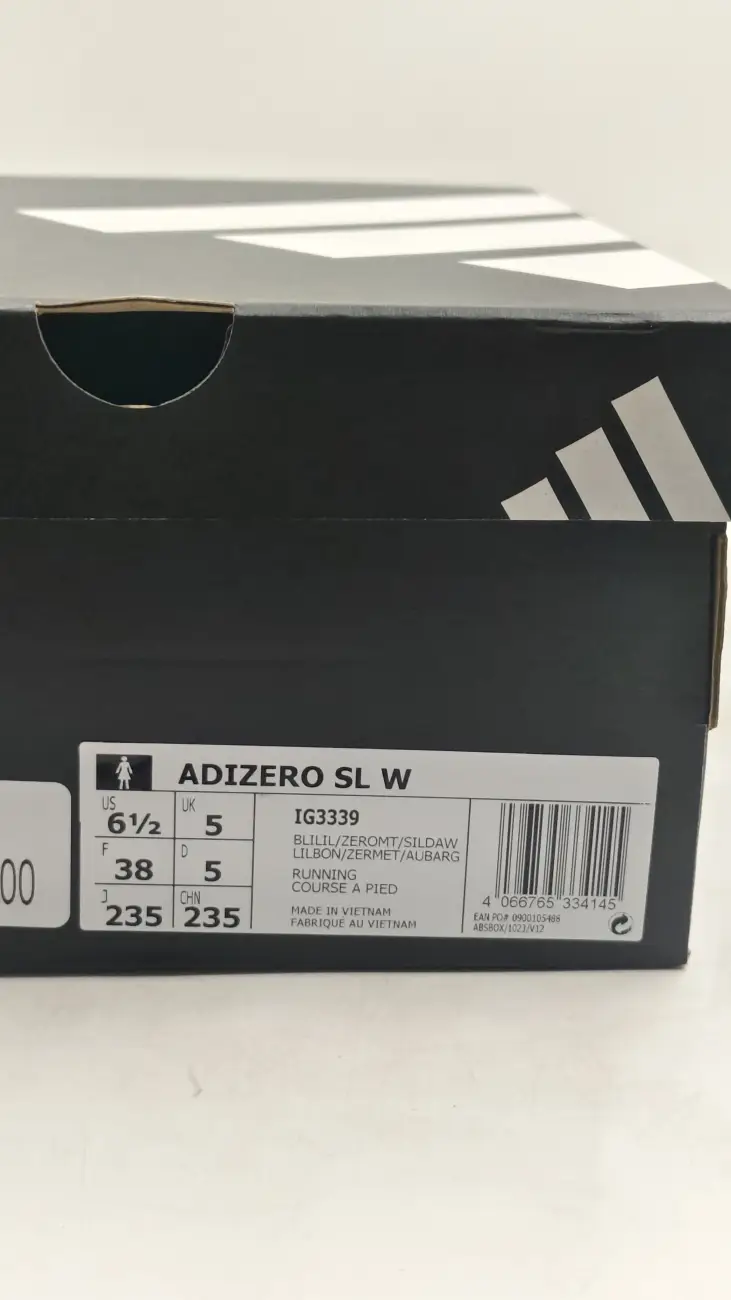 ADIZERO SL W
US 6½ UK 5
F 38 D 5
J 235 CHN 235
IG3339
BLILIL/ZEROMT/SILDAW
LILBON/ZERMET/AUBARG
RUNNING
COURSE A PIED
MADE IN VIETNAM
FABRIQUÉ AU VIETNAM
4 066765 334145
EAN PO# 0900105488
ABSBOX/1023/V12
00